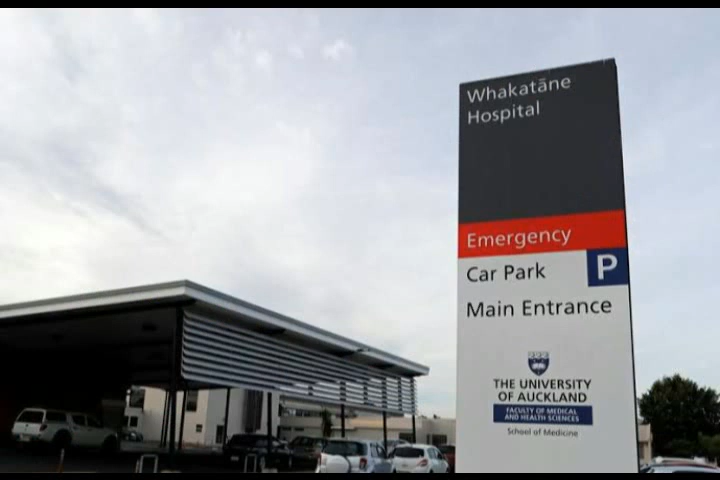 Whakatāne
Hospital
Emergency
Car Park
P
Main Entrance
THE UNIVERSITY
OF AUCKLAND
FACULTY OF MEDICAL
AND HEALTH SCIENCES
School of Medicine